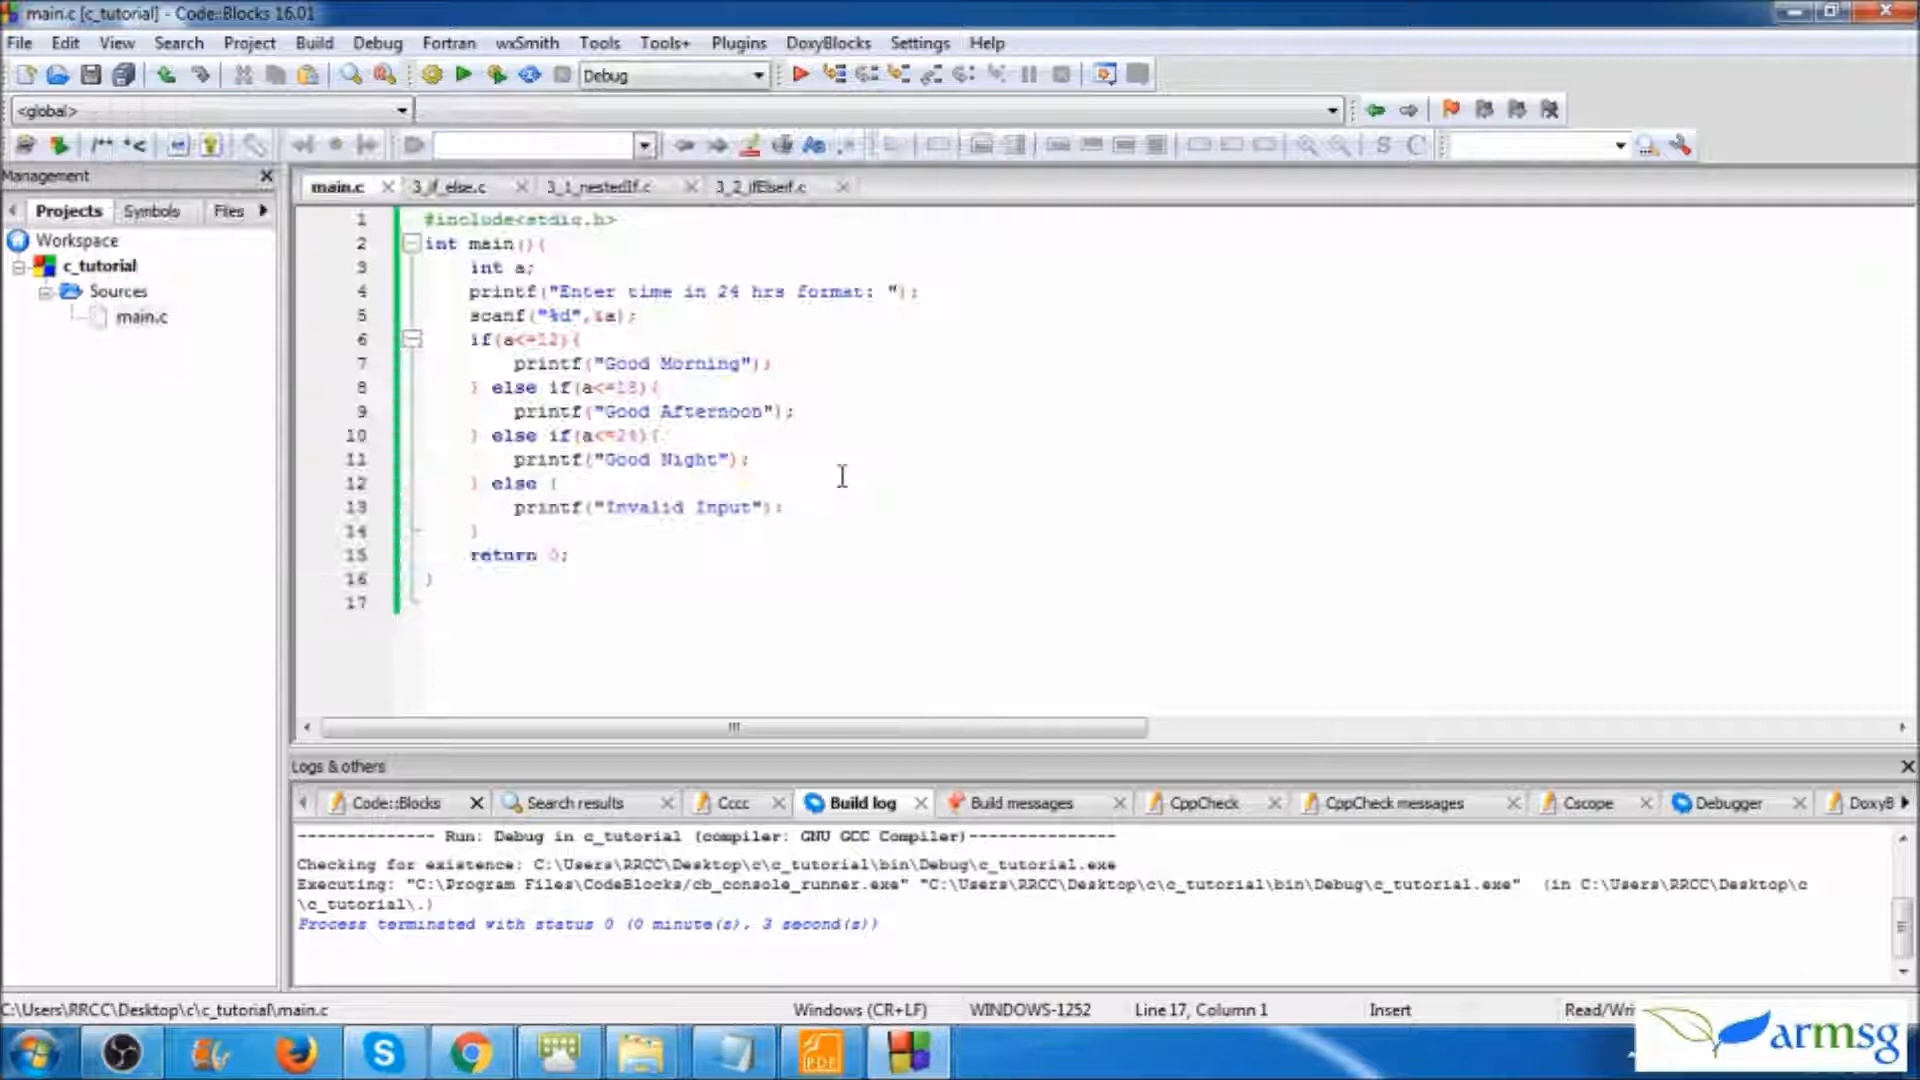 main.c [c_tutorial] - Code::Blocks 16.01
File Edit View Search Project Build Debug Fortran wxSmith Tools Tools+ Plugins DoxyBlocks Settings Help
Debug
<global>
Management
Projects Symbols Files
main.c 3_if_else.c 3_1_nestedIf.c 3_2_ifElseif.c
Workspace
c_tutorial
Sources
main.c
1 #include<stdio.h>
2 int main(){
3 int a;
4 printf("Enter time in 24 hrs format: ");
5 scanf("%d",&a);
6 if(a<=12){
7 printf("Good Morning");
8 } else if(a<=18){
9 printf("Good Afternoon");
10 } else if(a<=24){
11 printf("Good Night");
12 } else {
13 printf("Invalid Input");
14 }
15 return 0;
16 }
17
Logs & others
Code::Blocks Search results Cccc Build log Build messages CppCheck CppCheck messages Cscope Debugger DoxyB
-------------- Run: Debug in c_tutorial (compiler: GNU GCC Compiler)---------------
Checking for existence: C:\Users\RRCC\Desktop\c\c_tutorial\bin\Debug\c_tutorial.exe
Executing: "C:\Program Files\CodeBlocks/cb_console_runner.exe" "C:\Users\RRCC\Desktop\c\c_tutorial\bin\Debug\c_tutorial.exe" (in C:\Users\RRCC\Desktop\c
\c_tutorial\.)
Process terminated with status 0 (0 minute(s), 3 second(s))
C:\Users\RRCC\Desktop\c\c_tutorial\main.c Windows (CR+LF) WINDOWS-1252 Line 17, Column 1 Insert Read/Wri
PDF
armsg